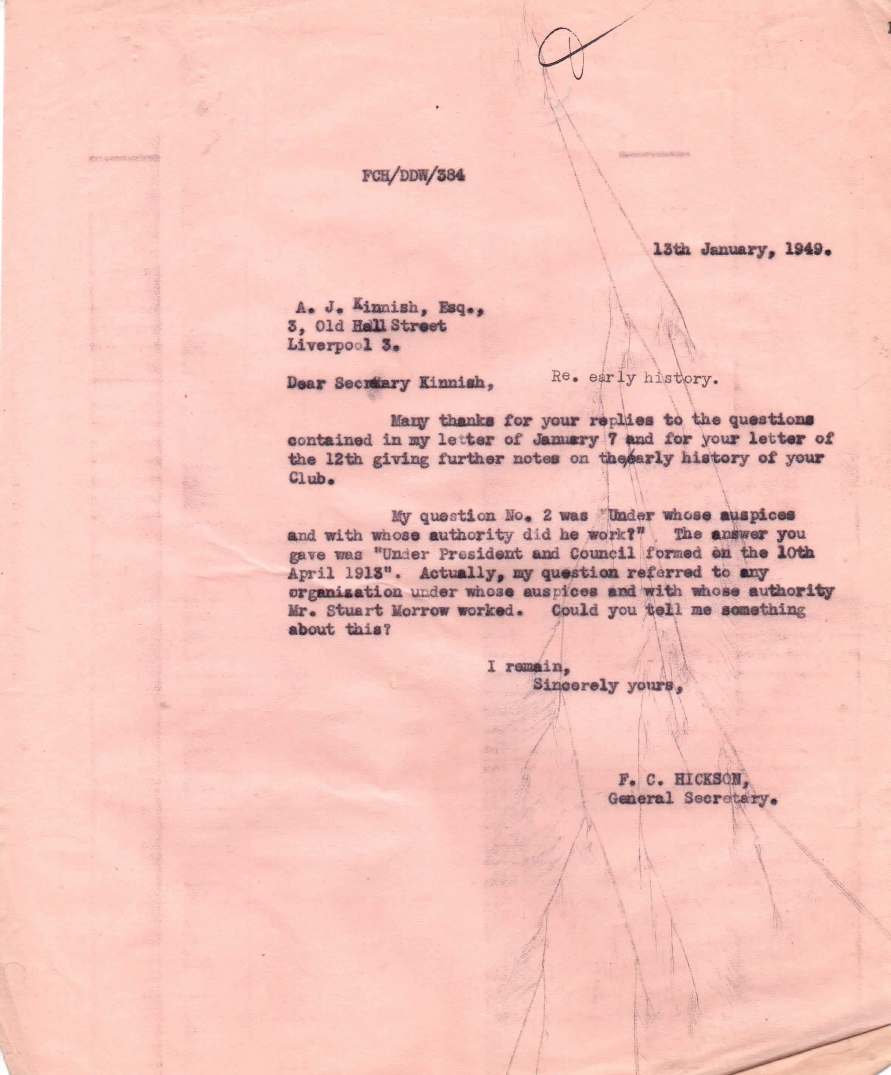 FCH/DDW/384
13th January, 1949.
A. J. Kinnish, Esq.,
3, Old Hall Street
Liverpool 3.
Dear Secretary Kinnish,
Re. early history.
Many thanks for your replies to the questions
contained in my letter of January 7 and for your letter of
the 12th giving further notes on the/early history of your
Club.
My question No. 2 was "Under whose auspices
and with whose authority did he work?" The answer you
gave was "Under President and Council formed on the 10th
April 1913". Actually, my question referred to any
organisation under whose auspices and with whose authority
Mr. Stuart Morrow worked. Could you tell me something
about this?
I remain,
Sincerely yours,
F. C. HICKSON,
General Secretary.